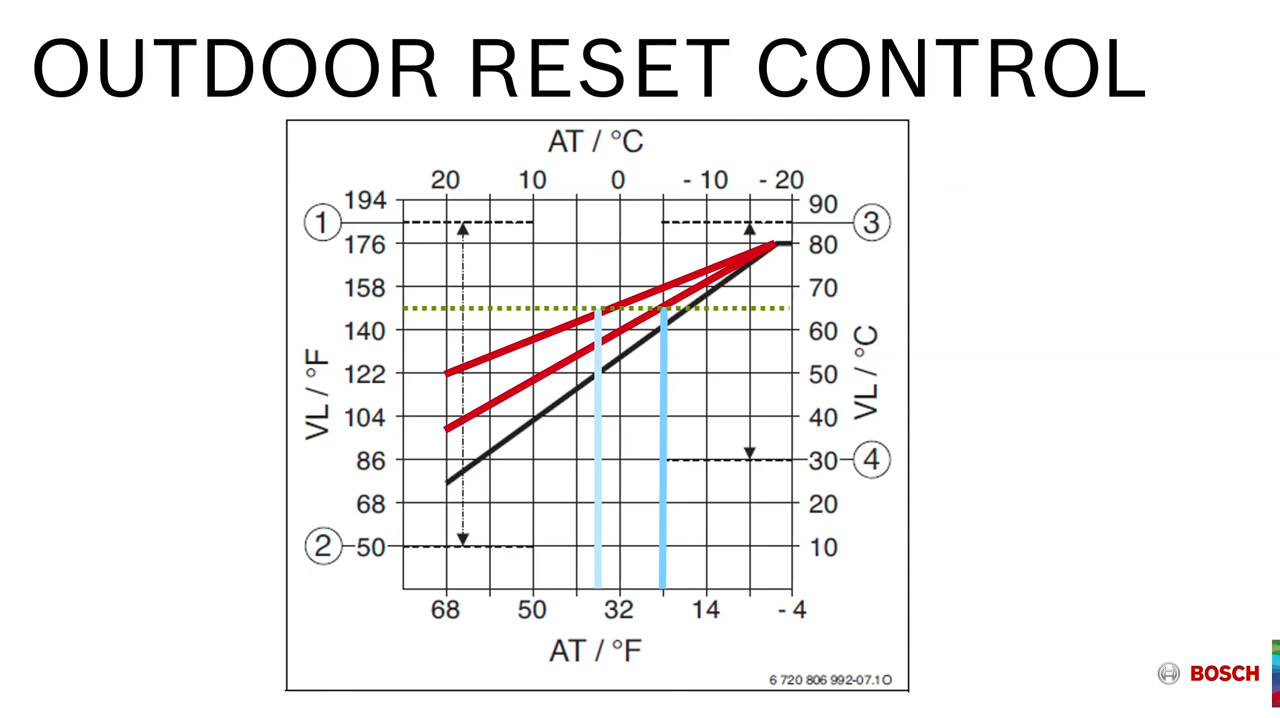 OUTDOOR RESET CONTROL
AT / °C
20 10 0 - 10 - 20
194 90
1 3
176 80
158 70
140 60
122 50
104 40
86 30 4
68 20
2 50 10
VL / °F
VL / °C
68 50 32 14 - 4
AT / °F
6 720 806 992-07.1O
BOSCH